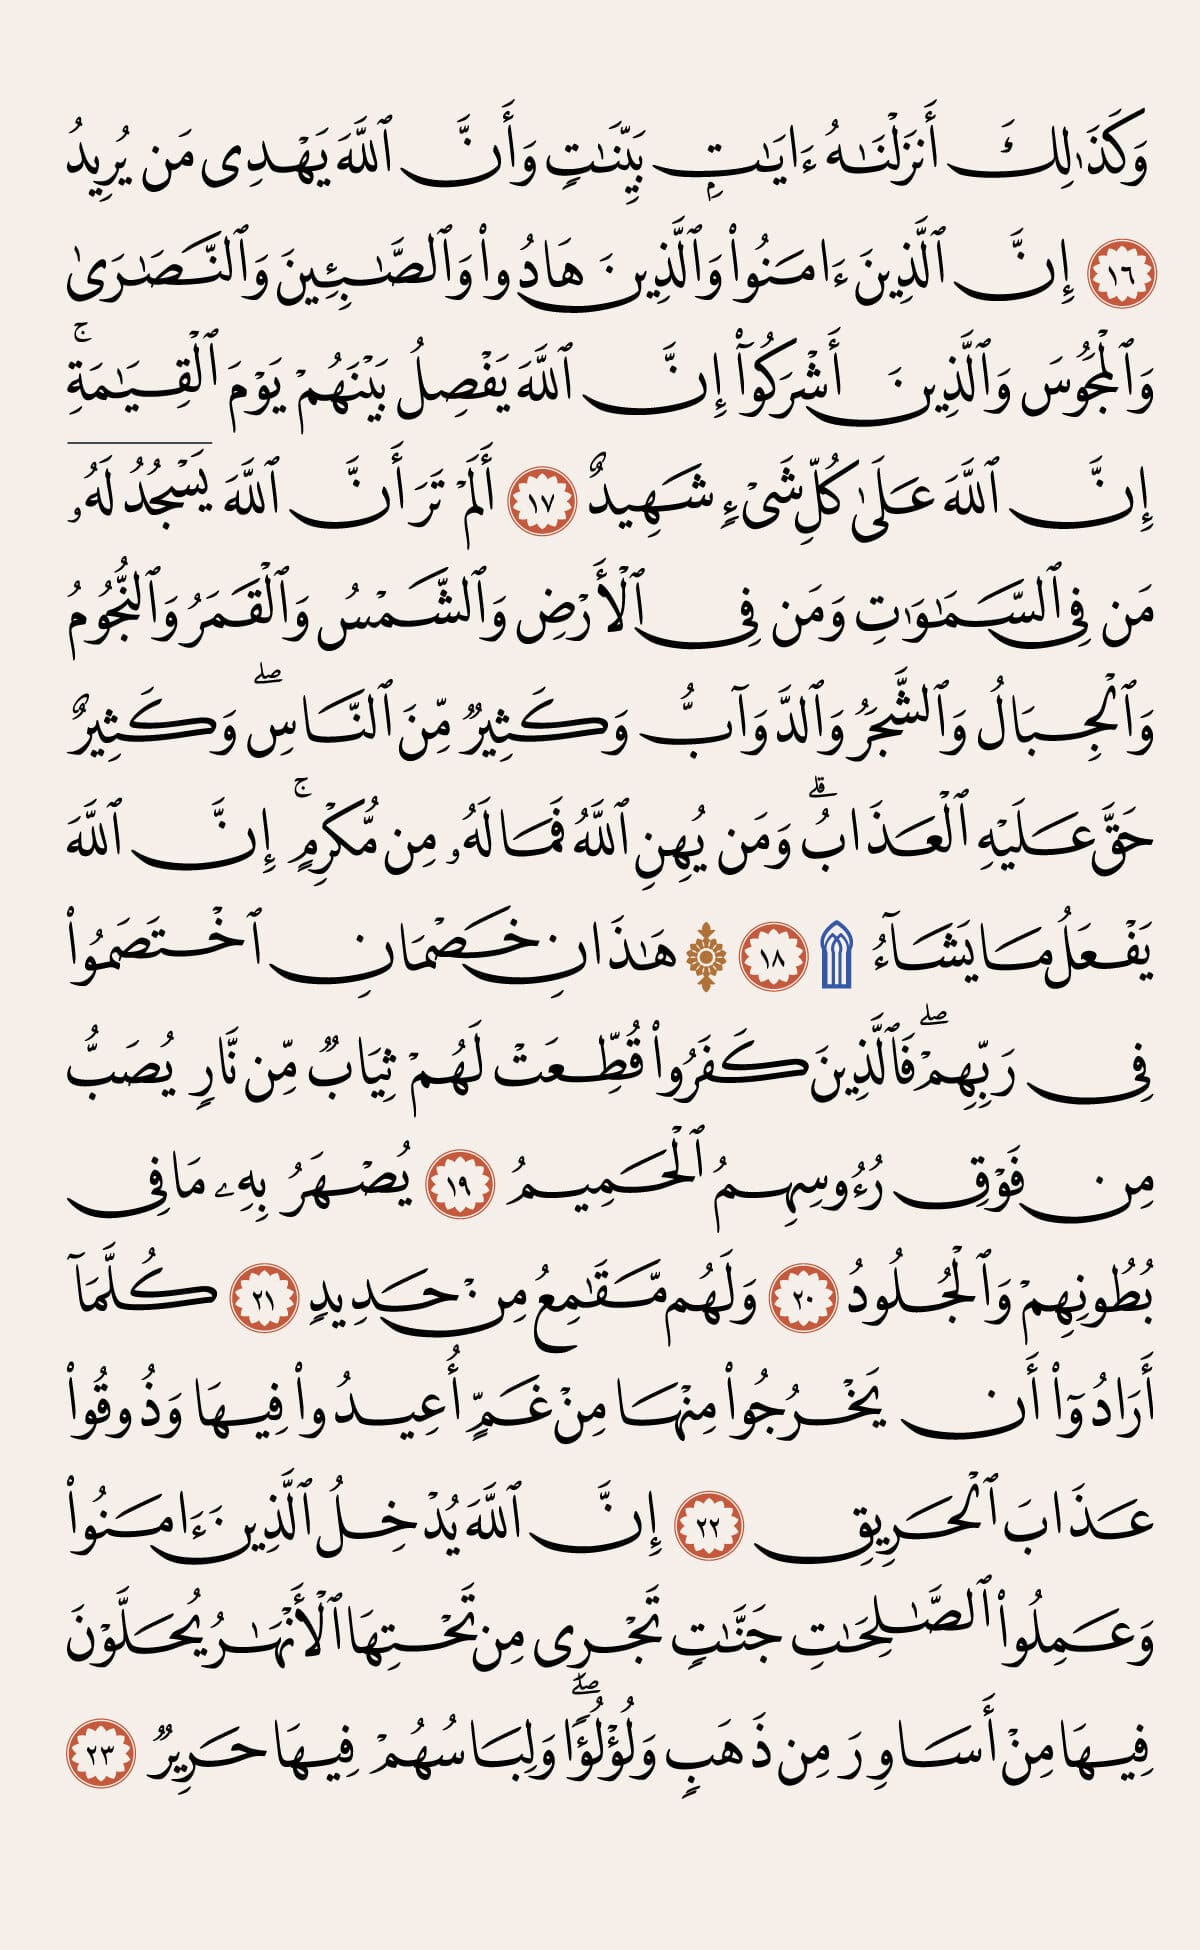 وَكَذَٰلِكَ أَنزَلْنَـٰهُ ءَايَـٰتٍۭ بَيِّنَـٰتٍ وَأَنَّ ٱللَّهَ يَهْدِى مَن يُرِيدُ
١٦ إِنَّ ٱلَّذِينَ ءَامَنُوا۟ وَٱلَّذِينَ هَادُوا۟ وَٱلصَّـٰبِـِٔينَ وَٱلنَّصَـٰرَىٰ
وَٱلْمَجُوسَ وَٱلَّذِينَ أَشْرَكُوٓا۟ إِنَّ ٱللَّهَ يَفْصِلُ بَيْنَهُمْ يَوْمَ ٱلْقِيَـٰمَةِ ۚ
إِنَّ ٱللَّهَ عَلَىٰ كُلِّ شَىْءٍ شَهِيدٌ ١٧ أَلَمْ تَرَ أَنَّ ٱللَّهَ يَسْجُدُ لَهُۥ
مَن فِى ٱلسَّمَـٰوَٰتِ وَمَن فِى ٱلْأَرْضِ وَٱلشَّمْسُ وَٱلْقَمَرُ وَٱلنُّجُومُ
وَٱلْجِبَالُ وَٱلشَّجَرُ وَٱلدَّوَآبُّ وَكَثِيرٌ مِّنَ ٱلنَّاسِ ۖ وَكَثِيرٌ
حَقَّ عَلَيْهِ ٱلْعَذَابُ ۗ وَمَن يُهِنِ ٱللَّهُ فَمَا لَهُۥ مِن مُّكْرِمٍ ۚ إِنَّ ٱللَّهَ
يَفْعَلُ مَا يَشَآءُ ۩ ١٨ ۞ هَـٰذَانِ خَصْمَانِ ٱخْتَصَمُوا۟
فِى رَبِّهِمْ ۖ فَٱلَّذِينَ كَفَرُوا۟ قُطِّعَتْ لَهُمْ ثِيَابٌ مِّن نَّارٍ يُصَبُّ
مِن فَوْقِ رُءُوسِهِمُ ٱلْحَمِيمُ ١٩ يُصْهَرُ بِهِۦ مَا فِى
بُطُونِهِمْ وَٱلْجُلُودُ ٢٠ وَلَهُم مَّقَـٰمِعُ مِنْ حَدِيدٍ ٢١ كُلَّمَآ
أَرَادُوٓا۟ أَن يَخْرُجُوا۟ مِنْهَا مِنْ غَمٍّ أُعِيدُوا۟ فِيهَا وَذُوقُوا۟
عَذَابَ ٱلْحَرِيقِ ٢٢ إِنَّ ٱللَّهَ يُدْخِلُ ٱلَّذِينَ ءَامَنُوا۟
وَعَمِلُوا۟ ٱلصَّـٰلِحَـٰتِ جَنَّـٰتٍ تَجْرِى مِن تَحْتِهَا ٱلْأَنْهَـٰرُ يُحَلَّوْنَ
فِيهَا مِنْ أَسَاوِرَ مِن ذَهَبٍ وَلُؤْلُؤًا ۖ وَلِبَاسُهُمْ فِيهَا حَرِيرٌ ٢٣